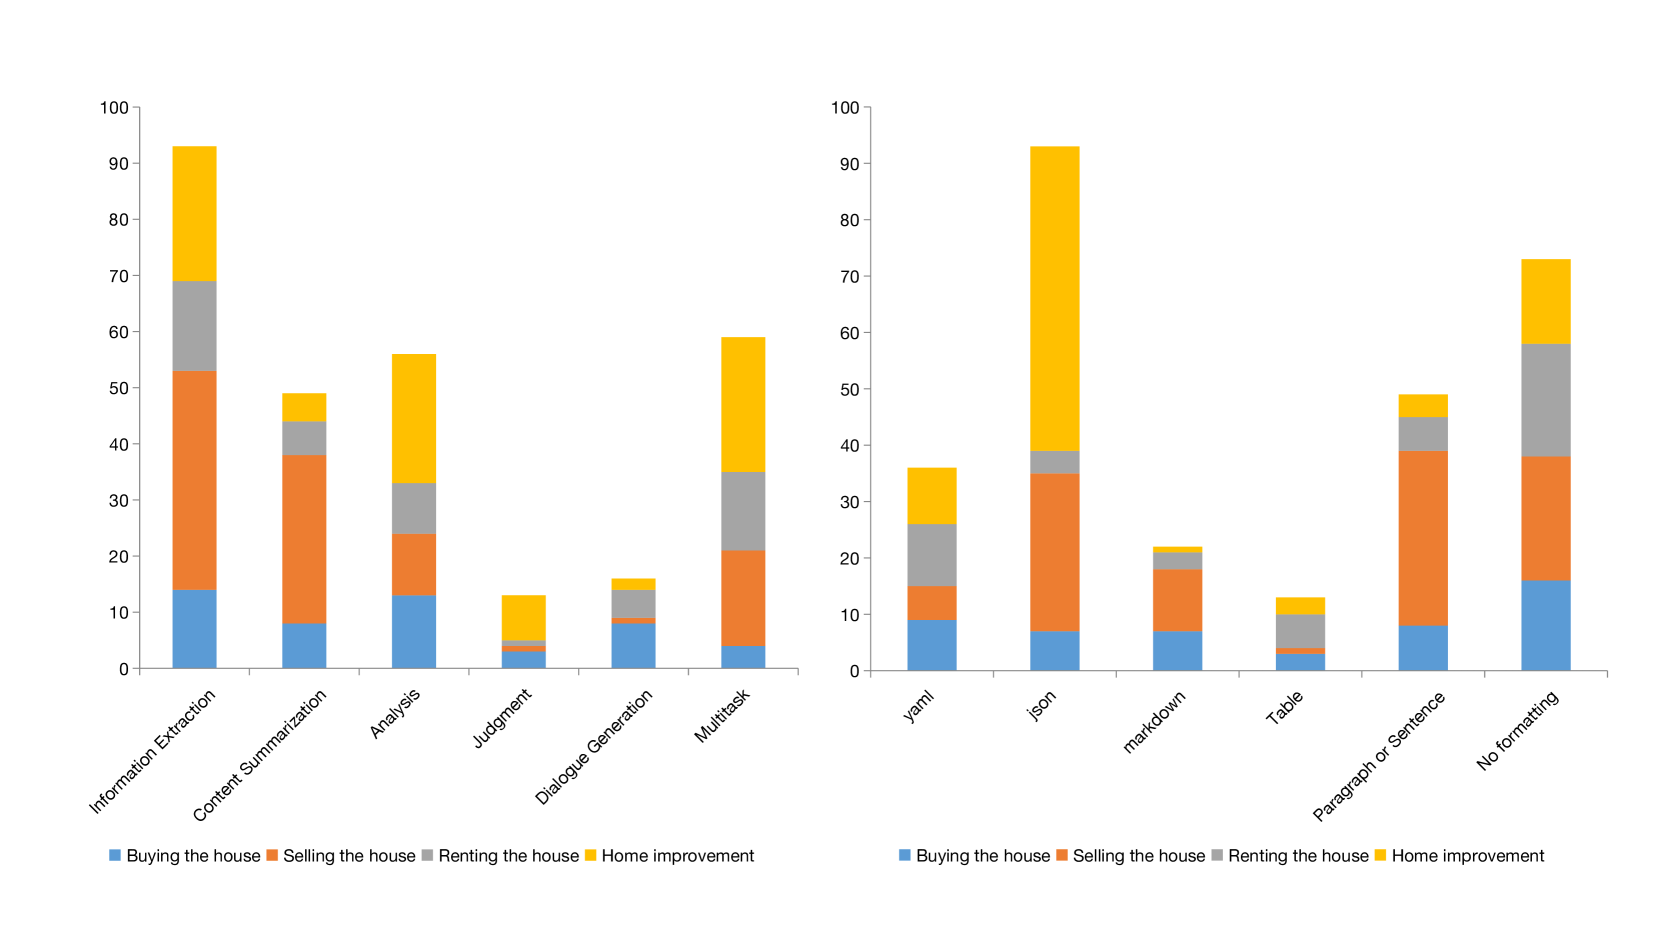 100
90
80
70
60
50
40
30
20
10
0
Information Extraction
Content Summarization
Analysis
Judgment
Dialogue Generation
Multitask
Buying the house Selling the house Renting the house Home improvement
100
90
80
70
60
50
40
30
20
10
0
yaml
json
markdown
Table
Paragraph or Sentence
No formatting
Buying the house Selling the house Renting the house Home improvement